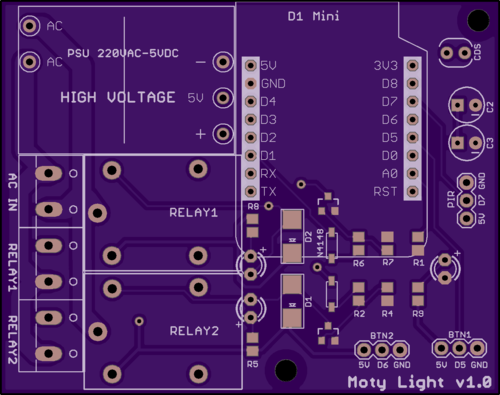 D1 Mini
AC
PSU 220VAC-5VDC
AC
−
HIGH VOLTAGE
5V
+
5V
GND
D4
D3
D2
D1
RX
TX
3V3
D8
D7
D6
D5
D0
A0
RST
CDS
C2
C3
PIR
D7
5V
AC IN
RELAY1
RELAY2
RELAY1
RELAY2
R8
D2
N4148
R6
R7
R1
+
+
+
D1
R2
R4
R9
R5
BTN2
5V
D6
GND
BTN1
5V
D5
GND
Moty Light v1.0